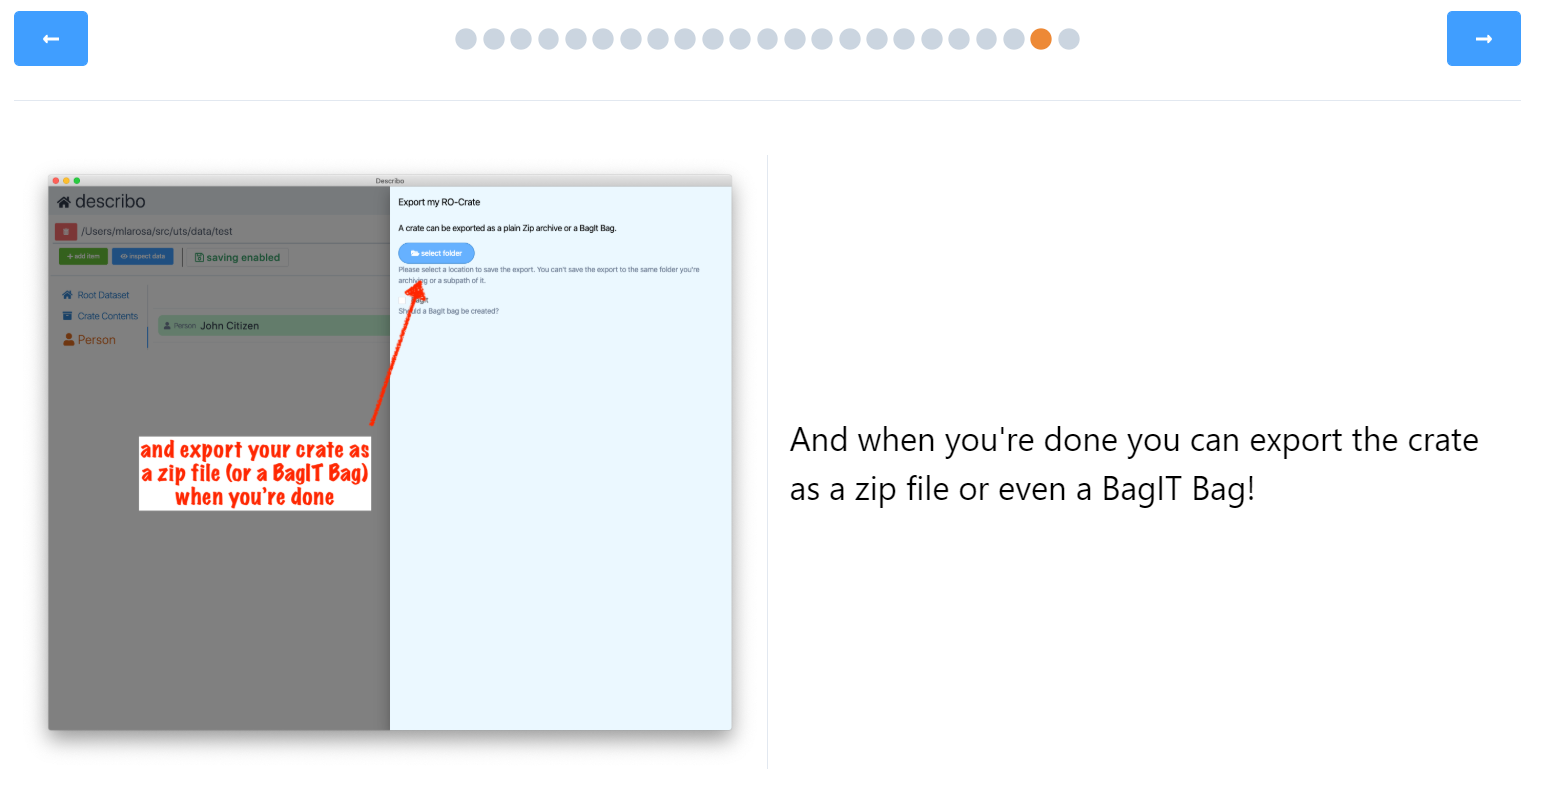 Describo
describo
/Users/mlarosa/src/uts/data/test
add item
inspect data
saving enabled
Root Dataset
Crate Contents
Person
Person John Citizen
Export my RO-Crate
A crate can be exported as a plain Zip archive or a BagIt Bag.
select folder
Please select a location to save the export. You can't save the export to the same folder you're
archiving or a subpath of it.
Should a BagIt bag be created?
and export your crate as
a zip file (or a BagIT Bag)
when you're done
And when you're done you can export the crate
as a zip file or even a BagIT Bag!